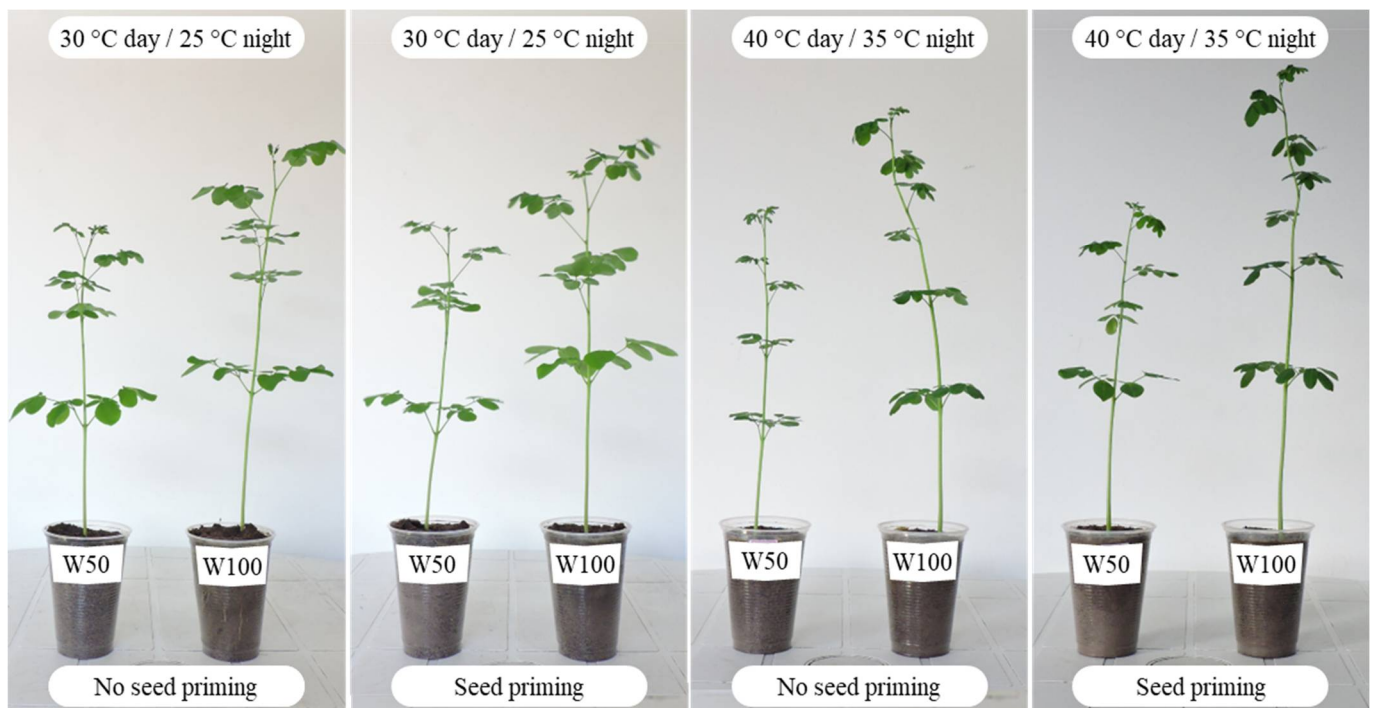 30 °C day / 25 °C night
30 °C day / 25 °C night
40 °C day / 35 °C night
40 °C day / 35 °C night
W50
W100
W50
W100
W50
W100
W50
W100
No seed priming
Seed priming
No seed priming
Seed priming